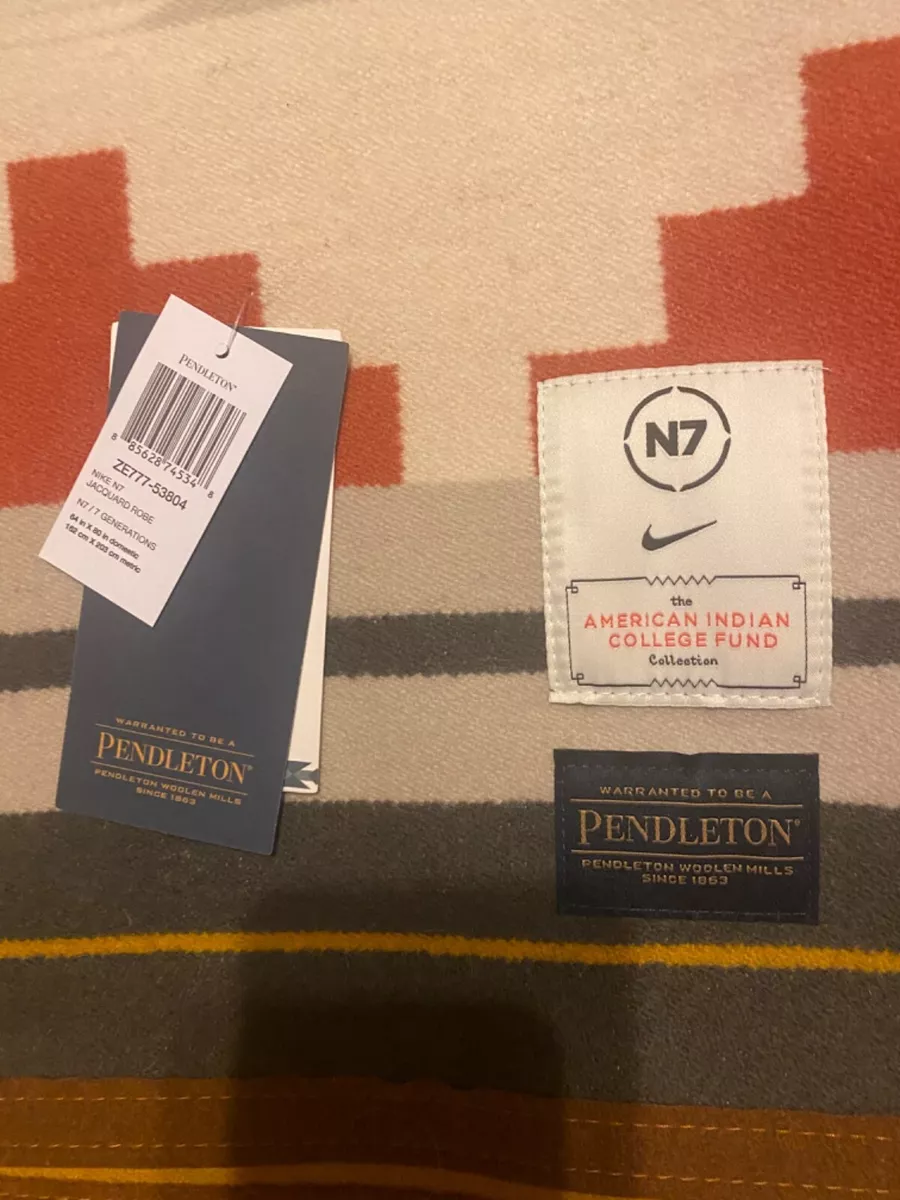 PENDLETON®
8 85628 74534 8
ZE777-53804
NIKE N7
JACQUARD ROBE
N7 / 7 GENERATIONS
64 in X 80 in domestic
162 cm X 203 cm metric
WARRANTED TO BE A
PENDLETON®
PENDLETON WOOLEN MILLS
SINCE 1863
N7
the
AMERICAN INDIAN
COLLEGE FUND
Collection
WARRANTED TO BE A
PENDLETON®
PENDLETON WOOLEN MILLS
SINCE 1863